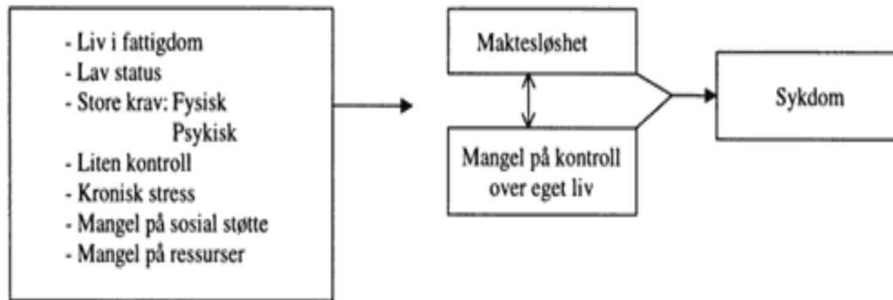 - Liv i fattigdom
- Lav status
- Store krav: Fysisk
Psykisk
- Liten kontroll
- Kronisk stress
- Mangel på sosial støtte
- Mangel på ressurser
Maktesløshet
Mangel på kontroll
over eget liv
Sykdom